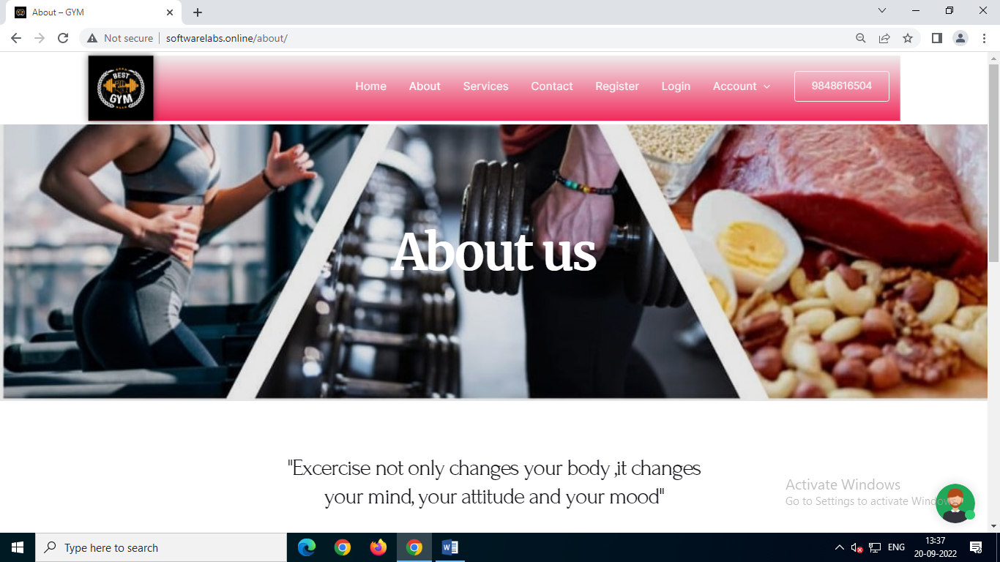 About – GYM
Not secure softwarelabs.online/about/
BEST
GYM
Home About Services Contact Register Login Account 9848616504
About us
"Excercise not only changes your body ,it changes
your mind, your attitude and your mood"
Activate Windows
Go to Settings to activate Windows
Type here to search
ENG
13:37
20-09-2022